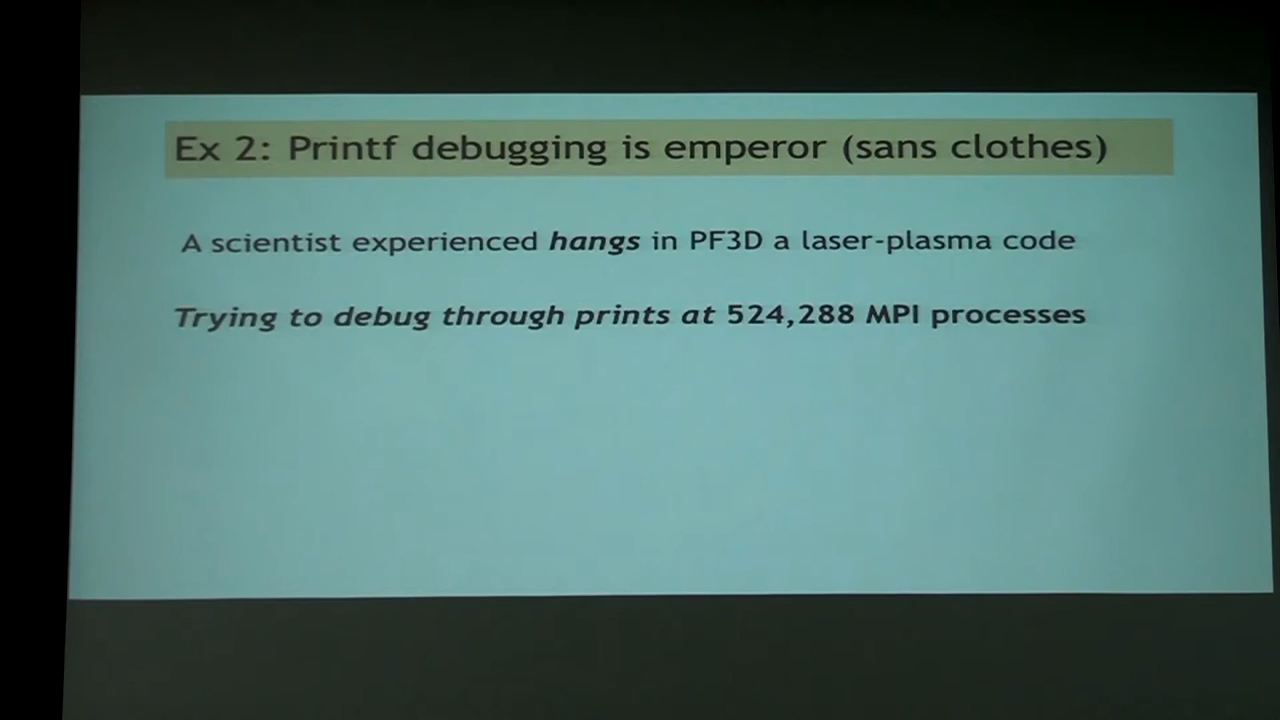 Ex 2: Printf debugging is emperor (sans clothes)
A scientist experienced hangs in PF3D a laser-plasma code
Trying to debug through prints at 524,288 MPI processes